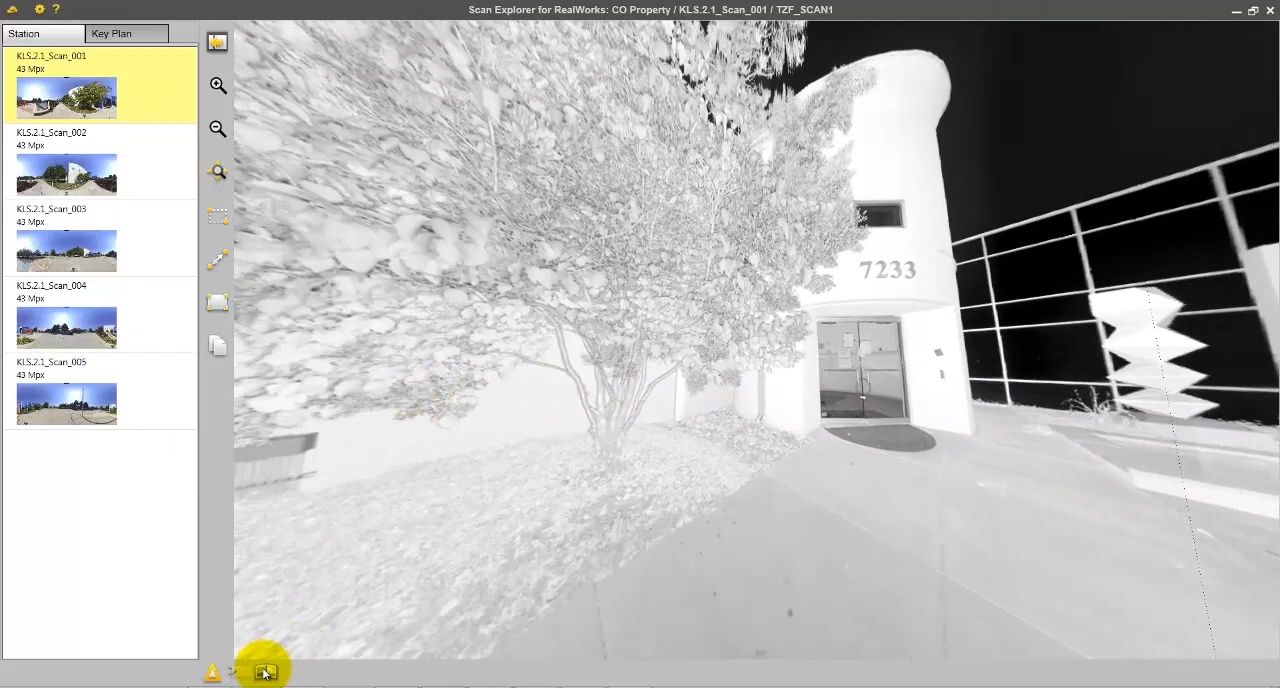 Scan Explorer for RealWorks: CO Property / KLS.2.1_Scan_001 / TZF_SCAN1
Station
Key Plan
KLS.2.1_Scan_001
43 Mpx
KLS.2.1_Scan_002
43 Mpx
KLS.2.1_Scan_003
43 Mpx
KLS.2.1_Scan_004
43 Mpx
KLS.2.1_Scan_005
43 Mpx
7233